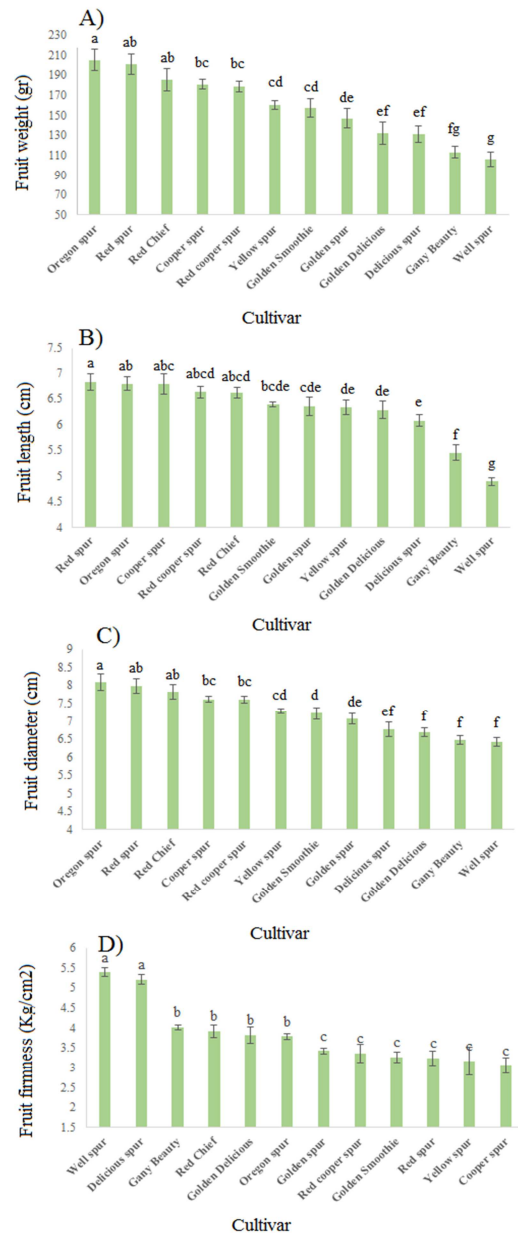 A)
Fruit weight (gr)
230
210
190
170
150
130
110
90
70
50
a ab ab bc bc cd cd de ef ef fg g
Oregon spur
Red spur
Red Chief
Cooper spur
Red cooper spur
Yellow spur
Golden Smoothie
Golden spur
Golden Delicious
Delicious spur
Gany Beauty
Well spur
Cultivar
B)
Fruit length (cm)
7.5
7
6.5
6
5.5
5
4.5
4
a ab abc abcd abcd bcde cde de de e f g
Red spur
Oregon spur
Cooper spur
Red cooper spur
Red Chief
Golden Smoothie
Golden spur
Yellow spur
Golden Delicious
Delicious spur
Gany Beauty
Well spur
Cultivar
C)
Fruit diameter (cm)
9
8.5
8
7.5
7
6.5
6
5.5
5
4.5
4
a ab ab bc bc cd d de ef f f f
Oregon spur
Red spur
Red Chief
Cooper spur
Red cooper spur
Yellow spur
Golden Smoothie
Golden spur
Delicious spur
Golden Delicious
Gany Beauty
Well spur
Cultivar
D)
Fruit firmness (Kg/cm2)
6
5.5
5
4.5
4
3.5
3
2.5
2
1.5
a a b b b b c c c c c c
Well spur
Delicious spur
Gany Beauty
Red Chief
Golden Delicious
Oregon spur
Golden spur
Red cooper spur
Golden Smoothie
Red spur
Yellow spur
Cooper spur
Cultivar